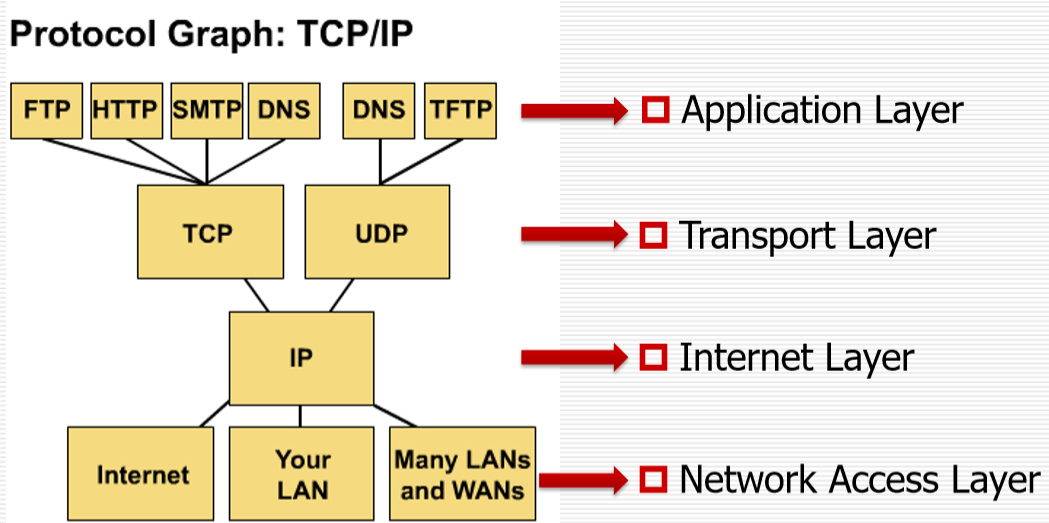 Protocol Graph: TCP/IP
FTP
HTTP
SMTP
DNS
DNS
TFTP
Application Layer
TCP
UDP
Transport Layer
IP
Internet Layer
Internet
Your
LAN
Many LANs
and WANs
Network Access Layer